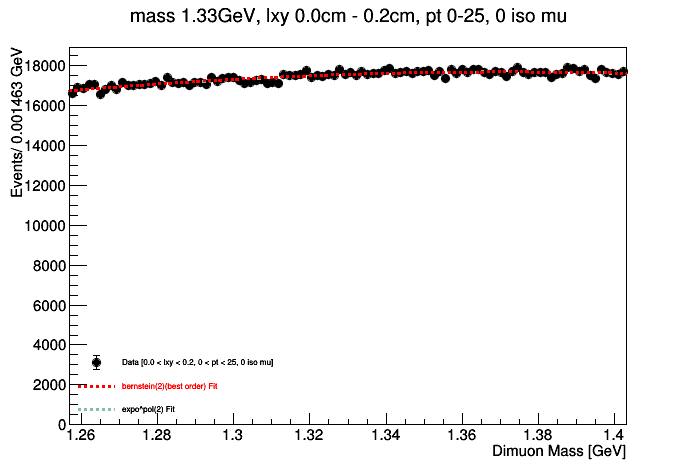 mass 1.33GeV, lxy 0.0cm - 0.2cm, pt 0-25, 0 iso mu
Events/ 0.001463 GeV
18000
16000
14000
12000
10000
8000
6000
4000
2000
0
Data [0.0 < lxy < 0.2, 0 < pt < 25, 0 iso mu]
bernstein(2)(best order) Fit
expo*pol(2) Fit
1.26 1.28 1.3 1.32 1.34 1.36 1.38 1.4
Dimuon Mass [GeV]